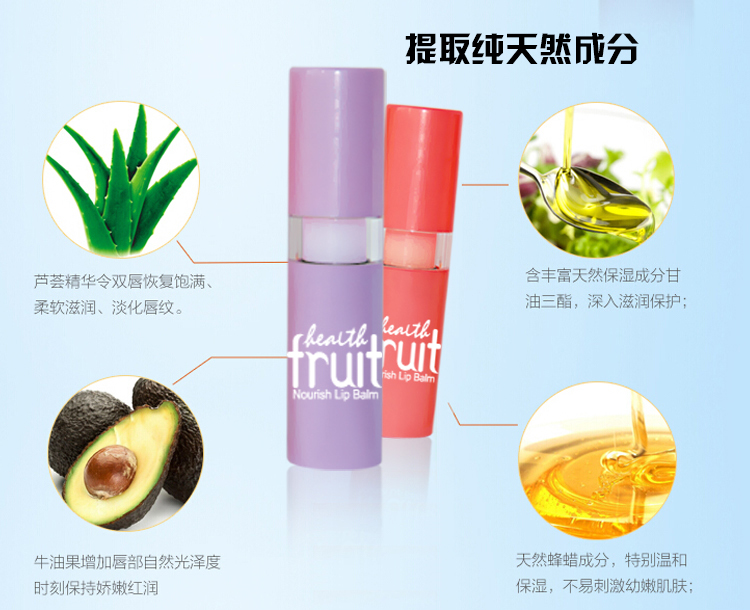 提取纯天然成分
芦荟精华令双唇恢复饱满、
柔软滋润、淡化唇纹。
含丰富天然保湿成分甘
油三酯，深入滋润保护；
health
fruit
Nourish Lip Balm
health
ruit
rish Lip Balm
牛油果增加唇部自然光泽度
时刻保持娇嫩红润
天然蜂蜡成分，特别温和
保湿，不易刺激幼嫩肌肤；